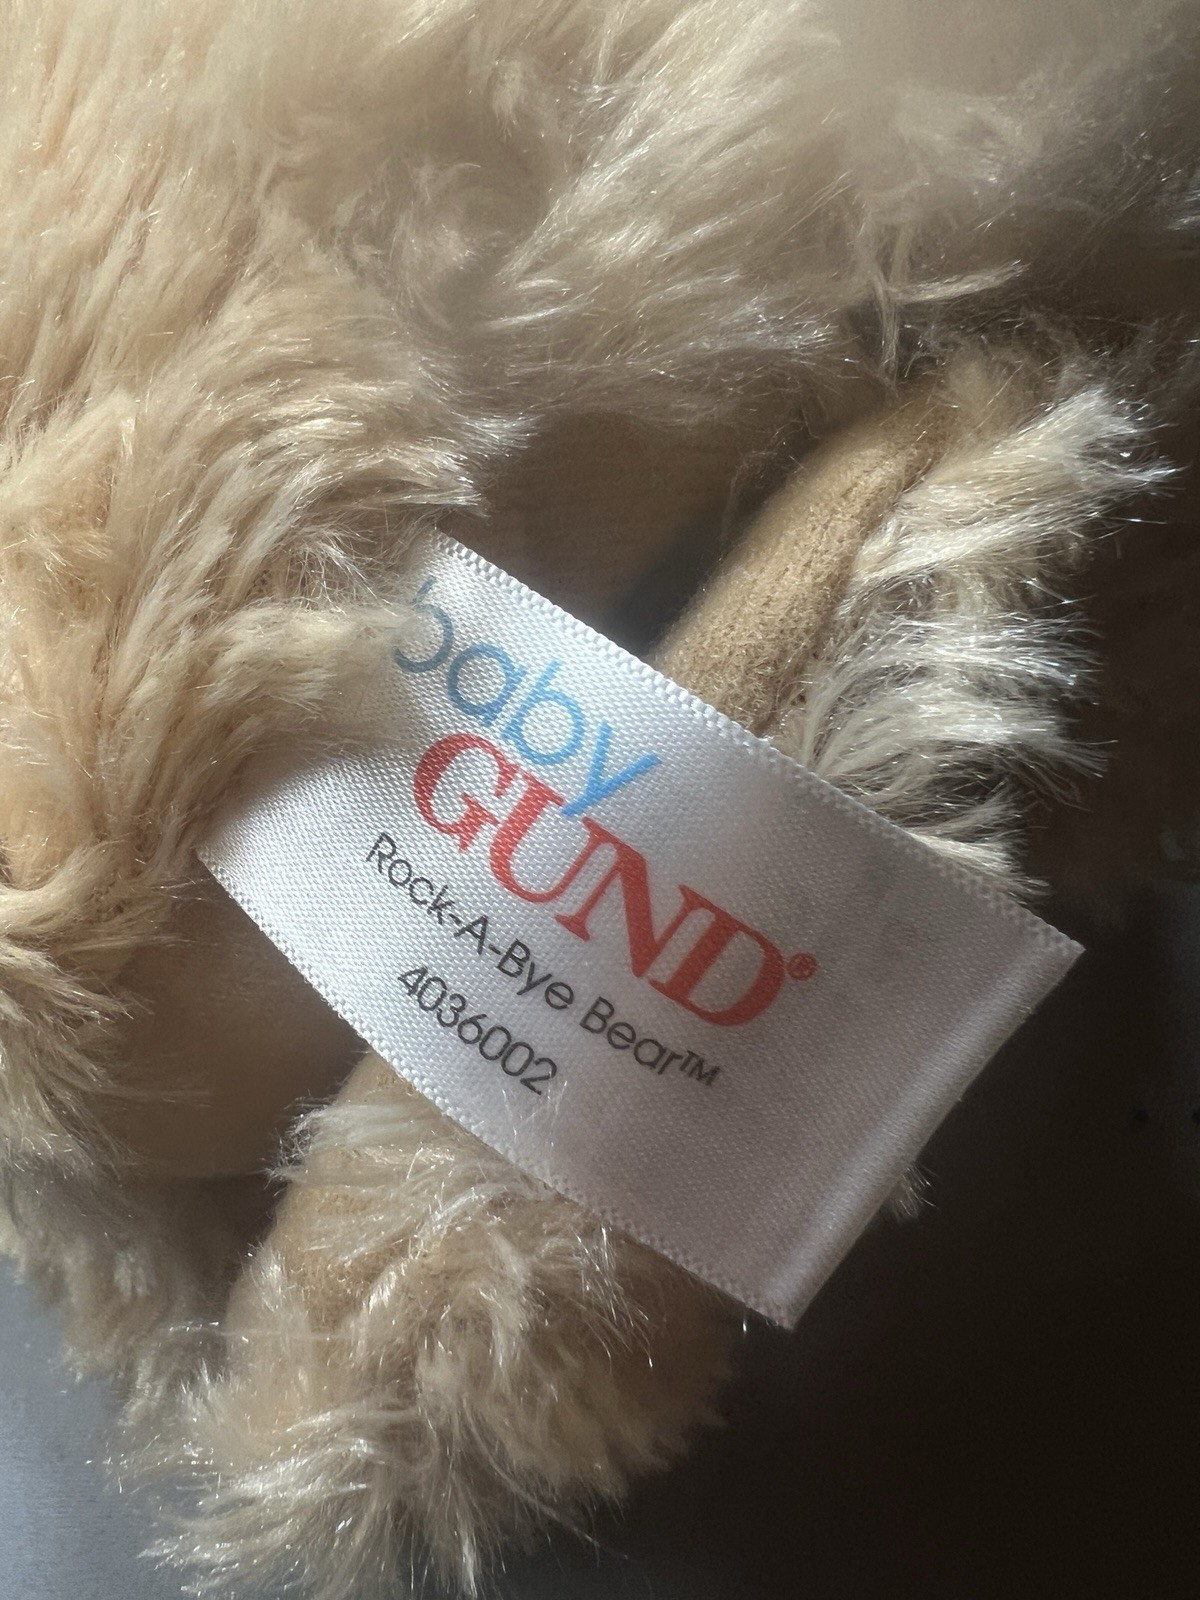 baby
GUND®
Rock-A-Bye Bear™
4036002